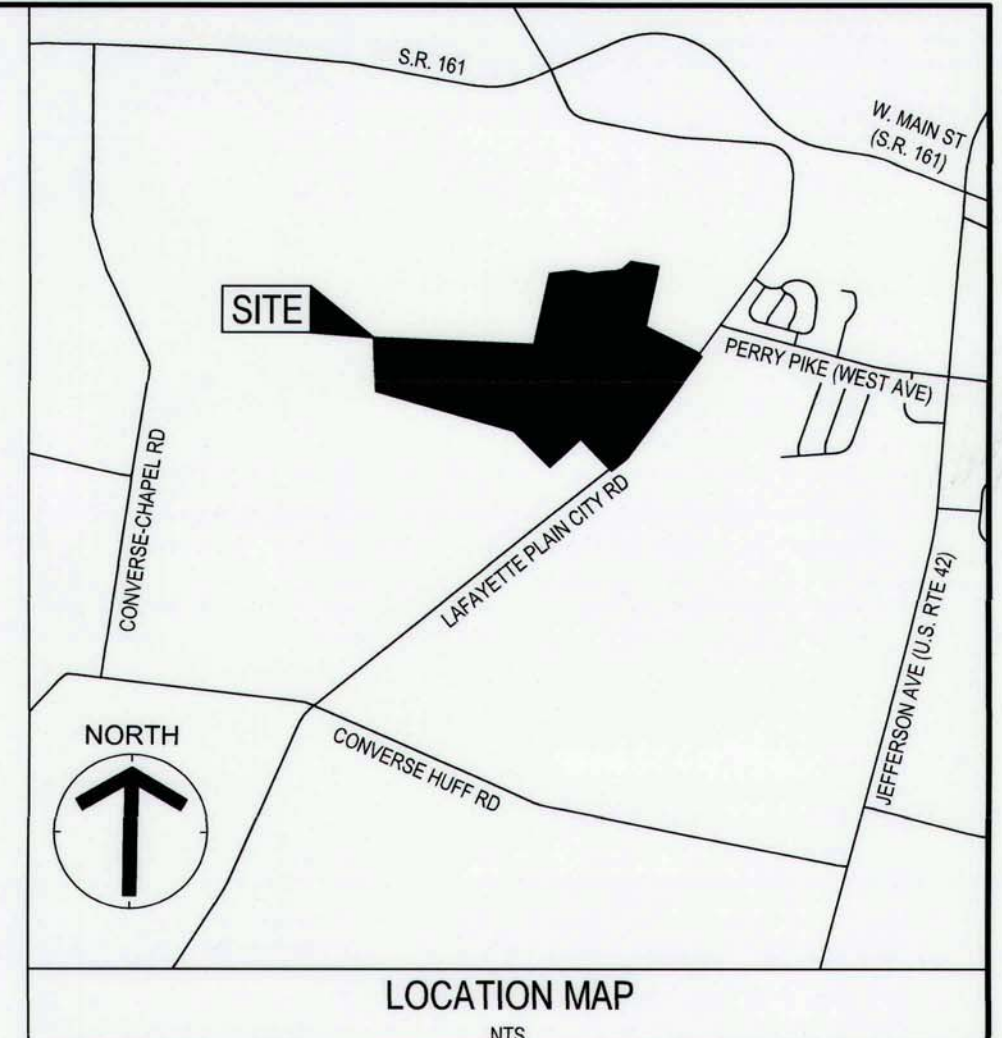 S.R. 161
W. MAIN ST
(S.R. 161)
SITE
PERRY PIKE (WEST AVE)
CONVERSE-CHAPEL RD
LAFAYETTE PLAIN CITY RD
JEFFERSON AVE (U.S. RTE 42)
NORTH
CONVERSE HUFF RD
LOCATION MAP
NTS